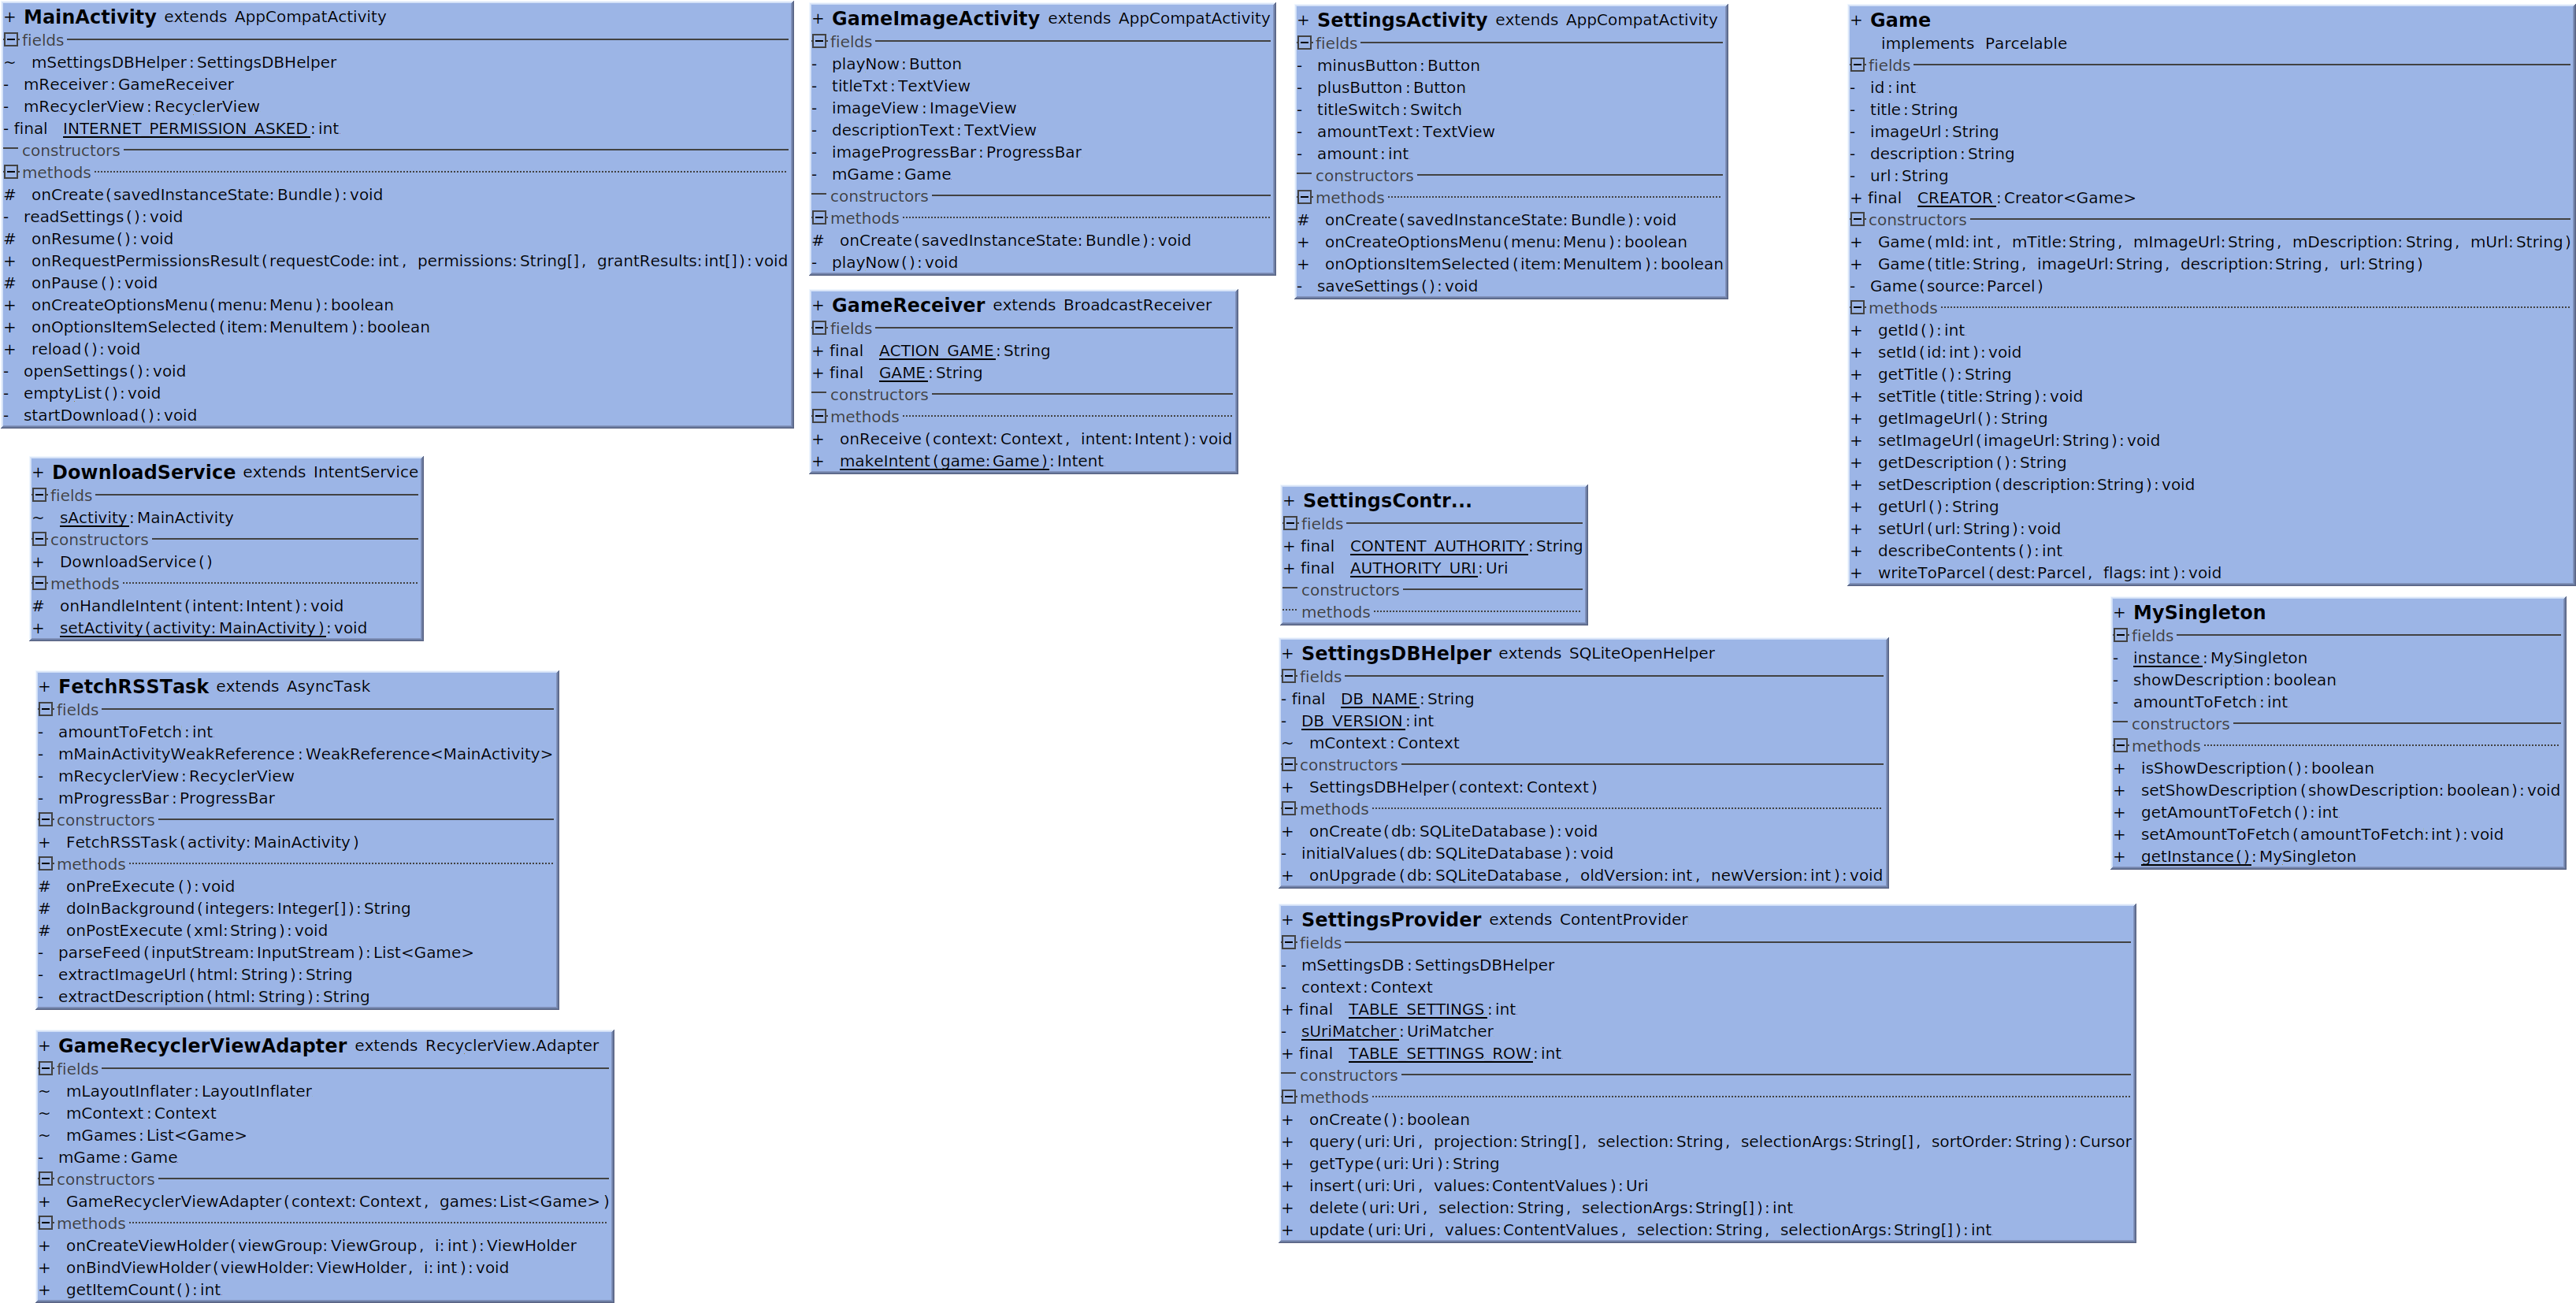 + MainActivity extends AppCompatActivity
fields
~ mSettingsDBHelper:SettingsDBHelper
- mReceiver:GameReceiver
- mRecyclerView:RecyclerView
- final INTERNET_PERMISSION_ASKED:int
constructors
methods
# onCreate(savedInstanceState:Bundle):void
- readSettings():void
# onResume():void
+ onRequestPermissionsResult(requestCode:int, permissions:String[], grantResults:int[]):void
# onPause():void
+ onCreateOptionsMenu(menu:Menu):boolean
+ onOptionsItemSelected(item:MenuItem):boolean
+ reload():void
- openSettings():void
- emptyList():void
- startDownload():void
+ GameImageActivity extends AppCompatActivity
fields
- playNow:Button
- titleTxt:TextView
- imageView:ImageView
- descriptionText:TextView
- imageProgressBar:ProgressBar
- mGame:Game
constructors
methods
# onCreate(savedInstanceState:Bundle):void
- playNow():void
+ SettingsActivity extends AppCompatActivity
fields
- minusButton:Button
- plusButton:Button
- titleSwitch:Switch
- amountText:TextView
- amount:int
constructors
methods
# onCreate(savedInstanceState:Bundle):void
+ onCreateOptionsMenu(menu:Menu):boolean
+ onOptionsItemSelected(item:MenuItem):boolean
- saveSettings():void
+ Game
implements Parcelable
fields
- id:int
- title:String
- imageUrl:String
- description:String
- url:String
+ final CREATOR:Creator<Game>
constructors
+ Game(mId:int, mTitle:String, mImageUrl:String, mDescription:String, mUrl:String)
+ Game(title:String, imageUrl:String, description:String, url:String)
- Game(source:Parcel)
methods
+ getId():int
+ setId(id:int):void
+ getTitle():String
+ setTitle(title:String):void
+ getImageUrl():String
+ setImageUrl(imageUrl:String):void
+ getDescription():String
+ setDescription(description:String):void
+ getUrl():String
+ setUrl(url:String):void
+ describeContents():int
+ writeToParcel(dest:Parcel, flags:int):void
+ GameReceiver extends BroadcastReceiver
fields
+ final ACTION_GAME:String
+ final GAME:String
constructors
methods
+ onReceive(context:Context, intent:Intent):void
+ makeIntent(game:Game):Intent
+ DownloadService extends IntentService
fields
~ sActivity:MainActivity
constructors
+ DownloadService()
methods
# onHandleIntent(intent:Intent):void
+ setActivity(activity:MainActivity):void
+ SettingsContr...
fields
+ final CONTENT_AUTHORITY:String
+ final AUTHORITY_URI:Uri
constructors
methods
+ MySingleton
fields
- instance:MySingleton
- showDescription:boolean
- amountToFetch:int
constructors
methods
+ isShowDescription():boolean
+ setShowDescription(showDescription:boolean):void
+ getAmountToFetch():int
+ setAmountToFetch(amountToFetch:int):void
+ getInstance():MySingleton
+ SettingsDBHelper extends SQLiteOpenHelper
fields
- final DB_NAME:String
- DB_VERSION:int
~ mContext:Context
constructors
+ SettingsDBHelper(context:Context)
methods
+ onCreate(db:SQLiteDatabase):void
- initialValues(db:SQLiteDatabase):void
+ onUpgrade(db:SQLiteDatabase, oldVersion:int, newVersion:int):void
+ FetchRSSTask extends AsyncTask
fields
- amountToFetch:int
- mMainActivityWeakReference:WeakReference<MainActivity>
- mRecyclerView:RecyclerView
- mProgressBar:ProgressBar
constructors
+ FetchRSSTask(activity:MainActivity)
methods
# onPreExecute():void
# doInBackground(integers:Integer[]):String
# onPostExecute(xml:String):void
- parseFeed(inputStream:InputStream):List<Game>
- extractImageUrl(html:String):String
- extractDescription(html:String):String
+ SettingsProvider extends ContentProvider
fields
- mSettingsDB:SettingsDBHelper
- context:Context
+ final TABLE_SETTINGS:int
- sUriMatcher:UriMatcher
+ final TABLE_SETTINGS_ROW:int
constructors
methods
+ onCreate():boolean
+ query(uri:Uri, projection:String[], selection:String, selectionArgs:String[], sortOrder:String):Cursor
+ getType(uri:Uri):String
+ insert(uri:Uri, values:ContentValues):Uri
+ delete(uri:Uri, selection:String, selectionArgs:String[]):int
+ update(uri:Uri, values:ContentValues, selection:String, selectionArgs:String[]):int
+ GameRecyclerViewAdapter extends RecyclerView.Adapter
fields
~ mLayoutInflater:LayoutInflater
~ mContext:Context
~ mGames:List<Game>
- mGame:Game
constructors
+ GameRecyclerViewAdapter(context:Context, games:List<Game>)
methods
+ onCreateViewHolder(viewGroup:ViewGroup, i:int):ViewHolder
+ onBindViewHolder(viewHolder:ViewHolder, i:int):void
+ getItemCount():int